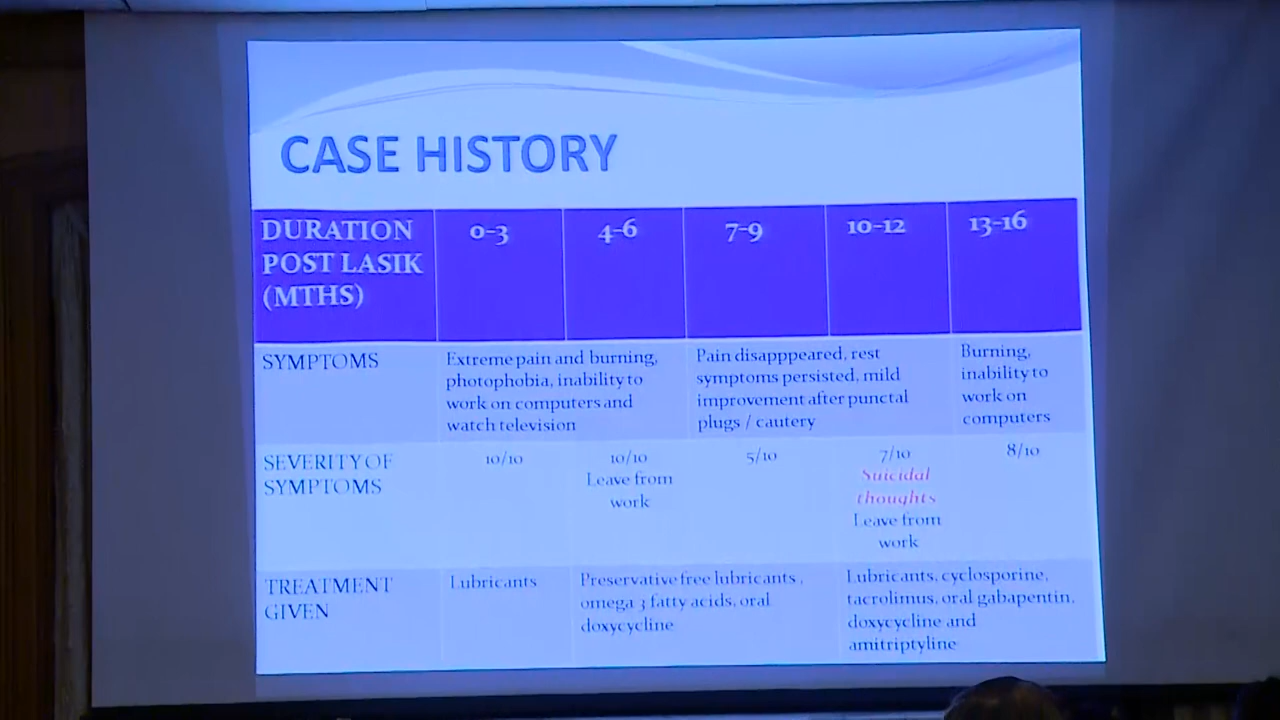 CASE HISTORY
DURATION
POST LASIK
(MTHS)
0-3
4-6
7-9
10-12
13-16
SYMPTOMS
Extreme pain and burning,
photophobia, inability to
work on computers and
watch television
Pain disapppeared, rest
symptoms persisted, mild
improvement after punctal
plugs / cautery
Burning,
inability to
work on
computers
SEVERITY OF
SYMPTOMS
10/10
10/10
Leave from
work
5/10
7/10
Suicidal
thoughts
Leave from
work
8/10
TREATMENT
GIVEN
Lubricants
Preservative free lubricants ,
omega 3 fatty acids, oral
doxycycline
Lubricants, cyclosporine,
tacrolimus, oral gabapentin,
doxycycline and
amitriptyline